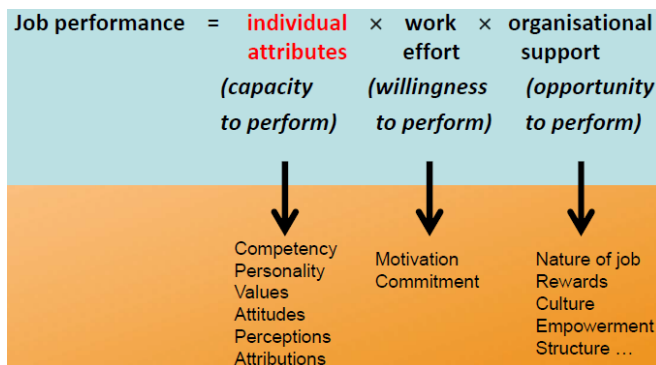 Job performance = individual × work × organisational
attributes effort support
(capacity (willingness (opportunity
to perform) to perform) to perform)
Competency
Personality
Values
Attitudes
Perceptions
Attributions
Motivation
Commitment
Nature of job
Rewards
Culture
Empowerment
Structure ...